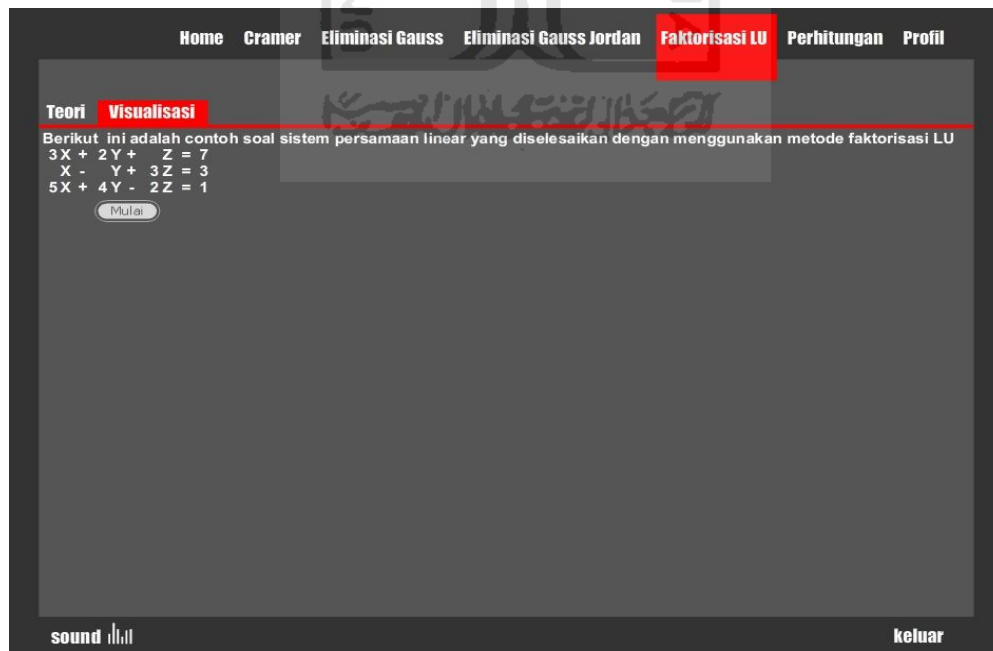 Home Cramer Eliminasi Gauss Eliminasi Gauss Jordan Faktorisasi LU Perhitungan Profil
Teori Visualisasi
Berikut ini adalah contoh soal sistem persamaan linear yang diselesaikan dengan menggunakan metode faktorisasi LU
3X + 2Y + Z = 7
X - Y + 3Z = 3
5X + 4Y - 2Z = 1
Mulai
sound keluar